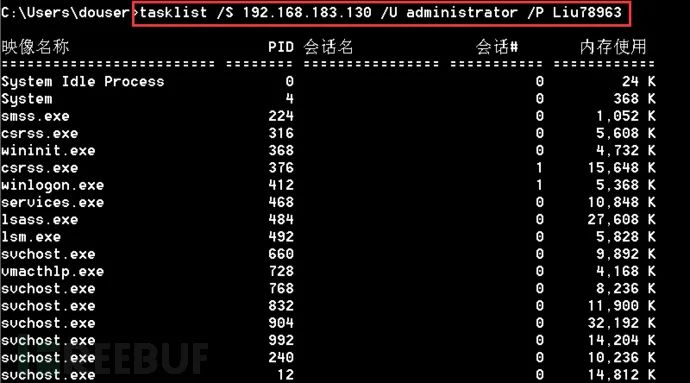 C:\Users\douser>tasklist /S 192.168.183.130 /U administrator /P Liu78963
映像名称 PID 会话名 会话# 内存使用
========================= ======== ================ =========== ============
System Idle Process 0 0 24 K
System 4 0 368 K
smss.exe 224 0 1,052 K
csrss.exe 316 0 5,608 K
wininit.exe 368 0 4,732 K
csrss.exe 376 1 15,648 K
winlogon.exe 412 1 5,368 K
services.exe 468 0 10,848 K
lsass.exe 484 0 27,608 K
lsm.exe 492 0 5,828 K
svchost.exe 660 0 9,892 K
vmacthlp.exe 728 0 4,168 K
svchost.exe 768 0 8,236 K
svchost.exe 832 0 11,900 K
svchost.exe 904 0 32,192 K
svchost.exe 992 0 14,204 K
svchost.exe 240 0 10,236 K
svchost.exe 12 0 14,812 K
REEBUF